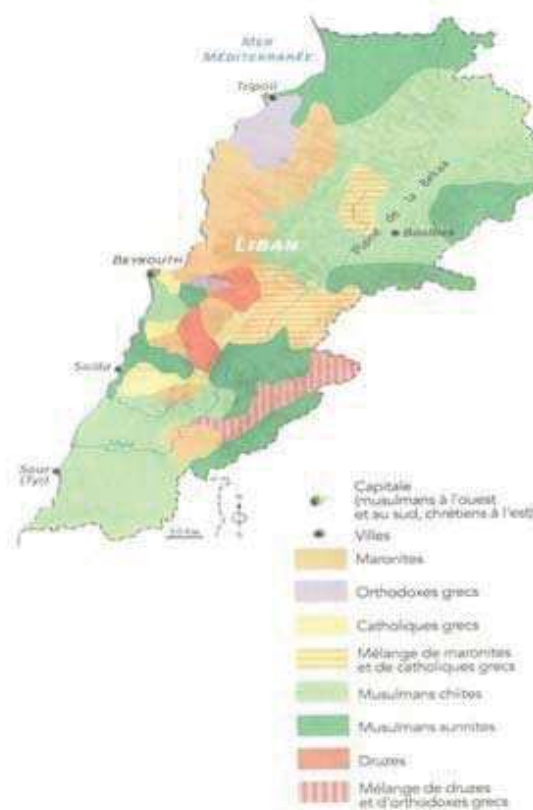 MER
MÉDITERRANÉE
Tripoli
Plaine de la Bekaa
Baalbek
LIBAN
BEYROUTH
Saïda
Sour
(Tyr)
Capitale
(musulmans à l'ouest
et au sud, chrétiens à l'est)
Villes
Maronites
Orthodoxes grecs
Catholiques grecs
Mélange de maronites
et de catholiques grecs
Musulmans chiites
Musulmans sunnites
Druzes
Mélange de druzes
et d'orthodoxes grecs